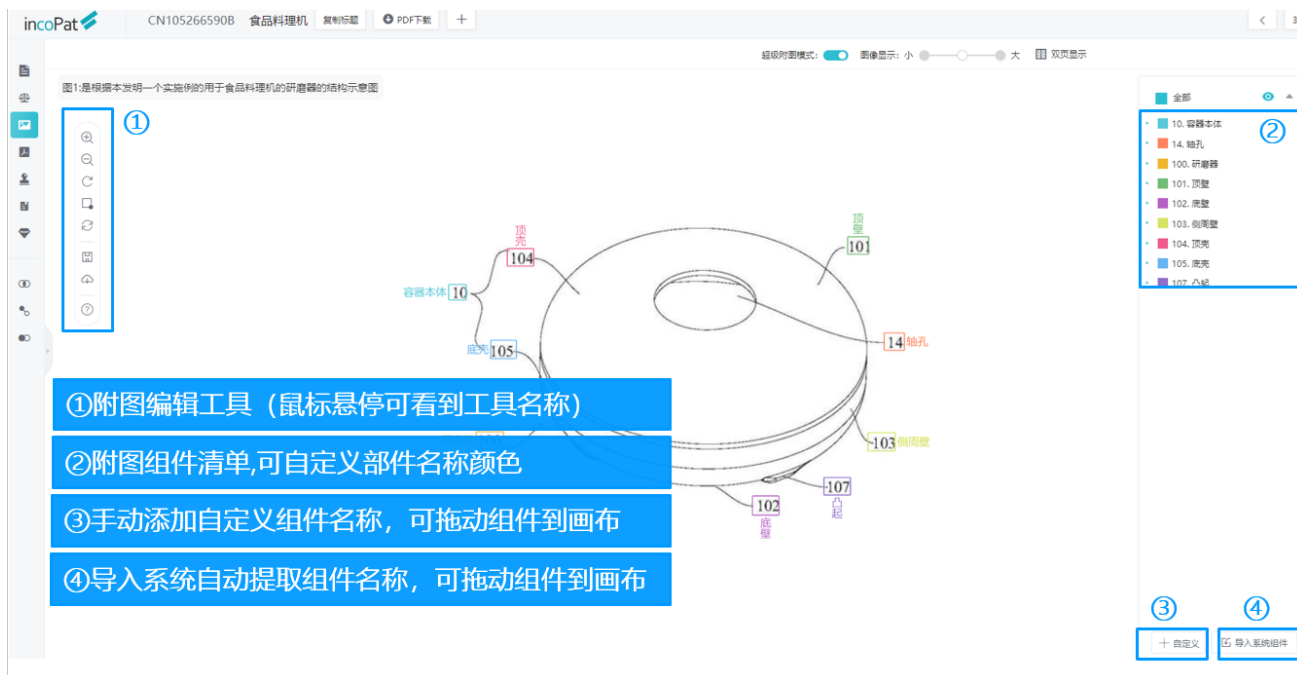 incoPat
CN105266590B 食品料理机 复制标题 PDF下载 +
超级附图模式: 图像显示: 小 大 双页显示
图1:是根据本发明一个实施例的用于食品料理机的研磨器的结构示意图
①
全部
②
10. 容器本体
14. 轴孔
100. 研磨器
101. 顶壁
102. 底壁
103. 侧周壁
104. 顶壳
105. 底壳
107. 凸起
顶壳
104
顶壁
101
容器本体 10
14 轴孔
底壳 105
103 侧周壁
107
凸起
102
底壁
①附图编辑工具（鼠标悬停可看到工具名称）
②附图组件清单,可自定义部件名称颜色
③手动添加自定义组件名称，可拖动组件到画布
④导入系统自动提取组件名称，可拖动组件到画布
③ ④
+ 自定义 导入系统组件